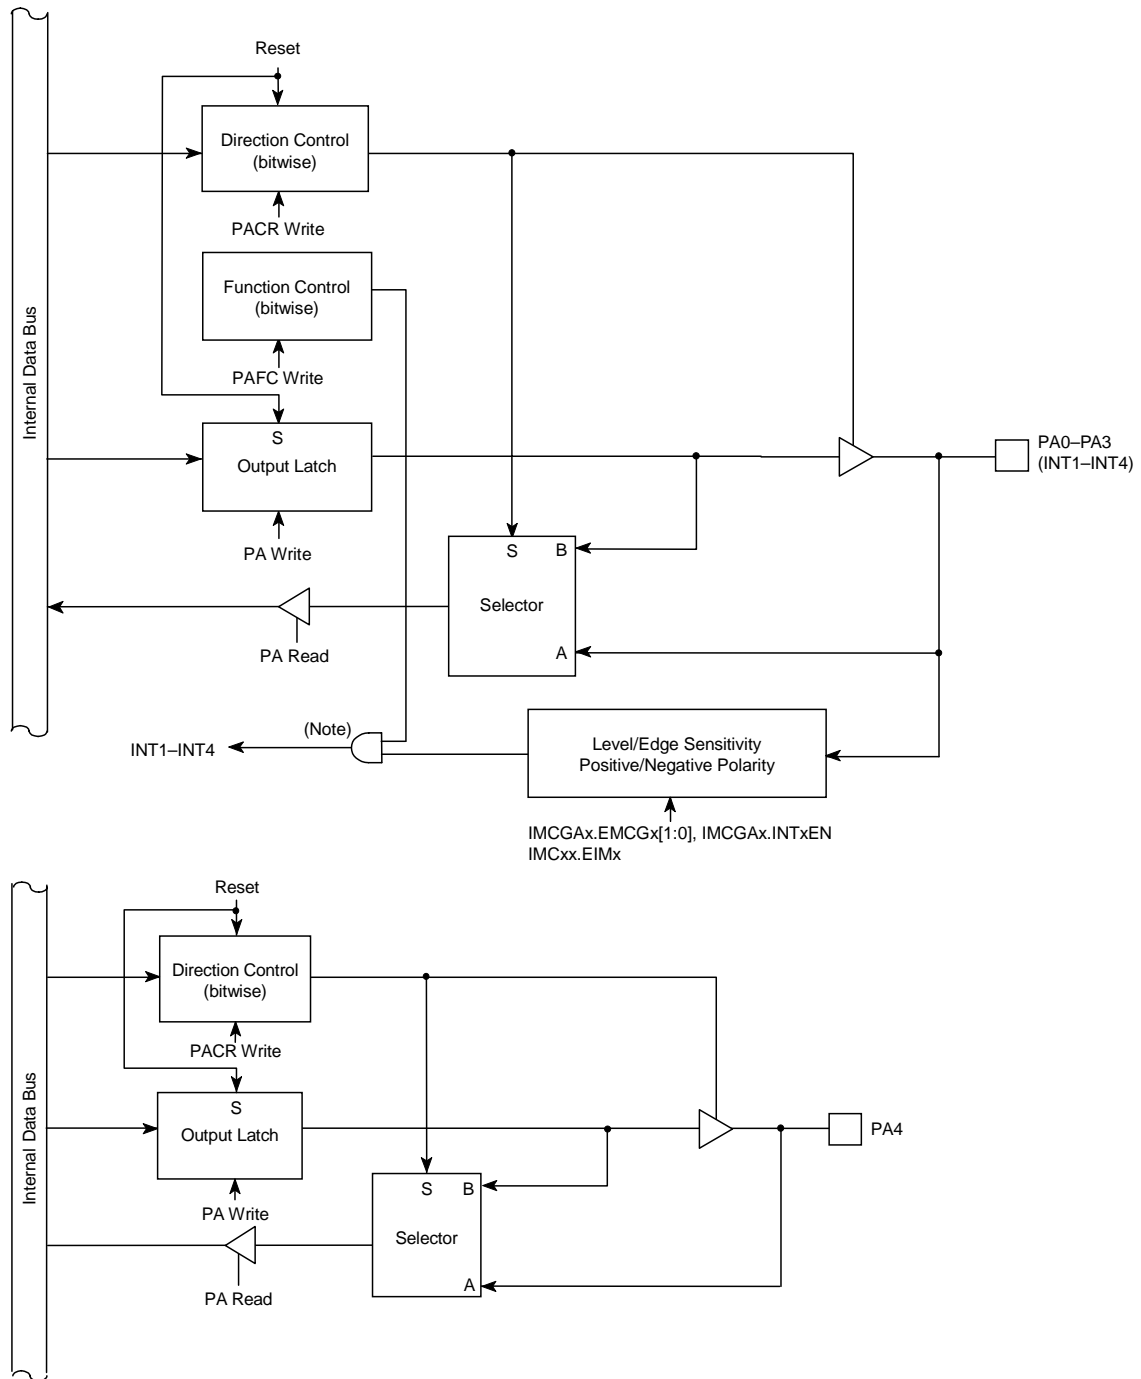 Reset
Direction Control
(bitwise)
PACR Write
Function Control
(bitwise)
PAFC Write
Internal Data Bus
S
Output Latch
PA Write
PA0–PA3
(INT1–INT4)
S
B
Selector
A
PA Read
(Note)
INT1–INT4
Level/Edge Sensitivity
Positive/Negative Polarity
IMCGAx.EMCGx[1:0], IMCGAx.INTxEN
IMCxx.EIMx
Reset
Direction Control
(bitwise)
PACR Write
Internal Data Bus
S
Output Latch
PA Write
PA4
S
B
Selector
A
PA Read